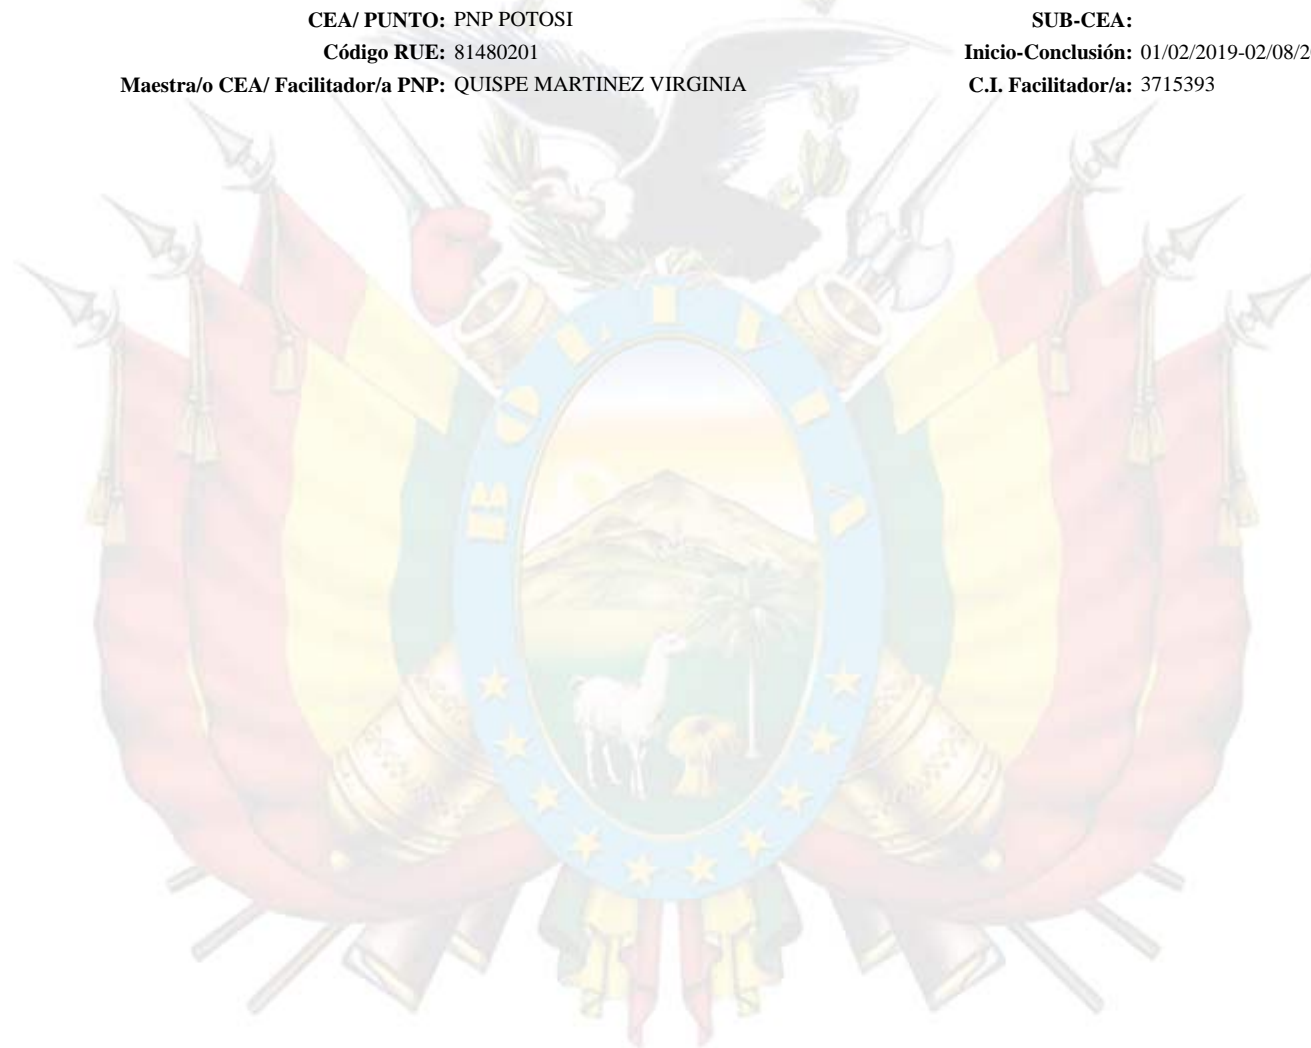 CEA/ PUNTO: PNP POTOSI SUB-CEA:
Código RUE: 81480201 Inicio-Conclusión: 01/02/2019-02/08/2
Maestra/o CEA/ Facilitador/a PNP: QUISPE MARTINEZ VIRGINIA C.I. Facilitador/a: 3715393
BOLIVIA